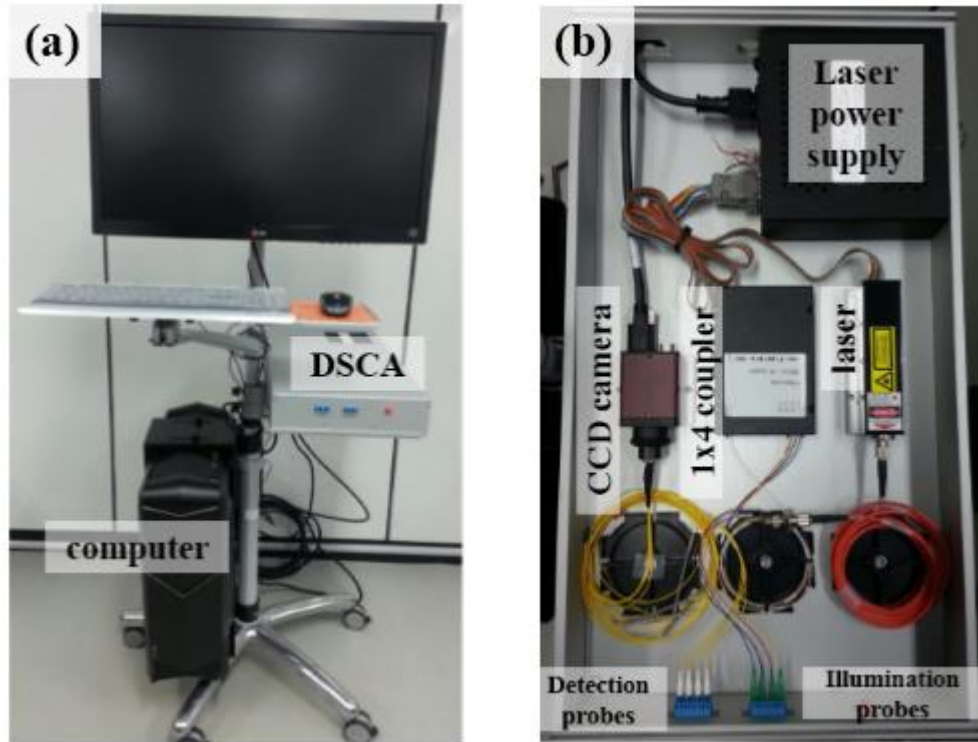 (a)
DSCA
computer
(b)
Laser
power
supply
CCD camera
1x4 coupler
laser
Detection
probes
Illumination
probes